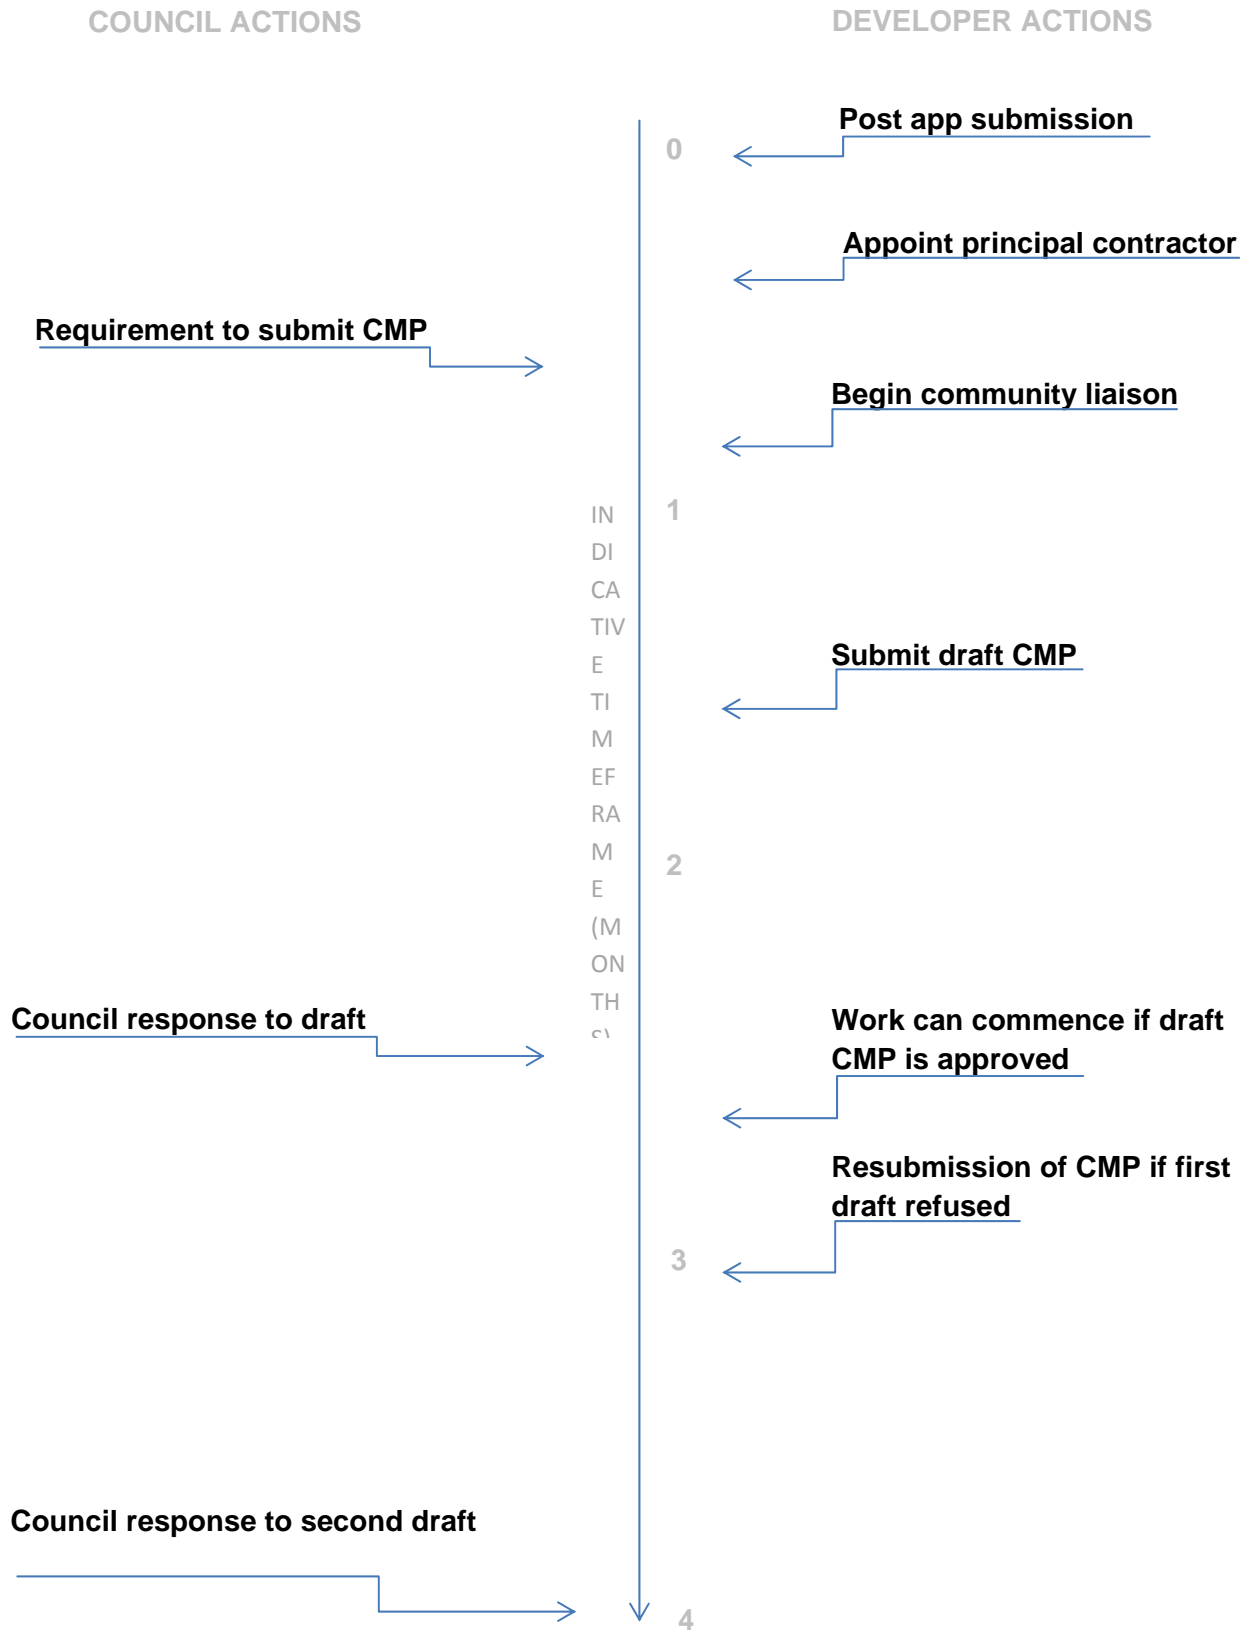 COUNCIL ACTIONS
DEVELOPER ACTIONS
Post app submission
0
Appoint principal contractor
Requirement to submit CMP
Begin community liaison
1
IN
DI
CA
TIV
E
TI
M
EF
RA
M
E
(M
ON
TH
S)
Submit draft CMP
2
Council response to draft
Work can commence if draft
CMP is approved
Resubmission of CMP if first
draft refused
3
Council response to second draft
4